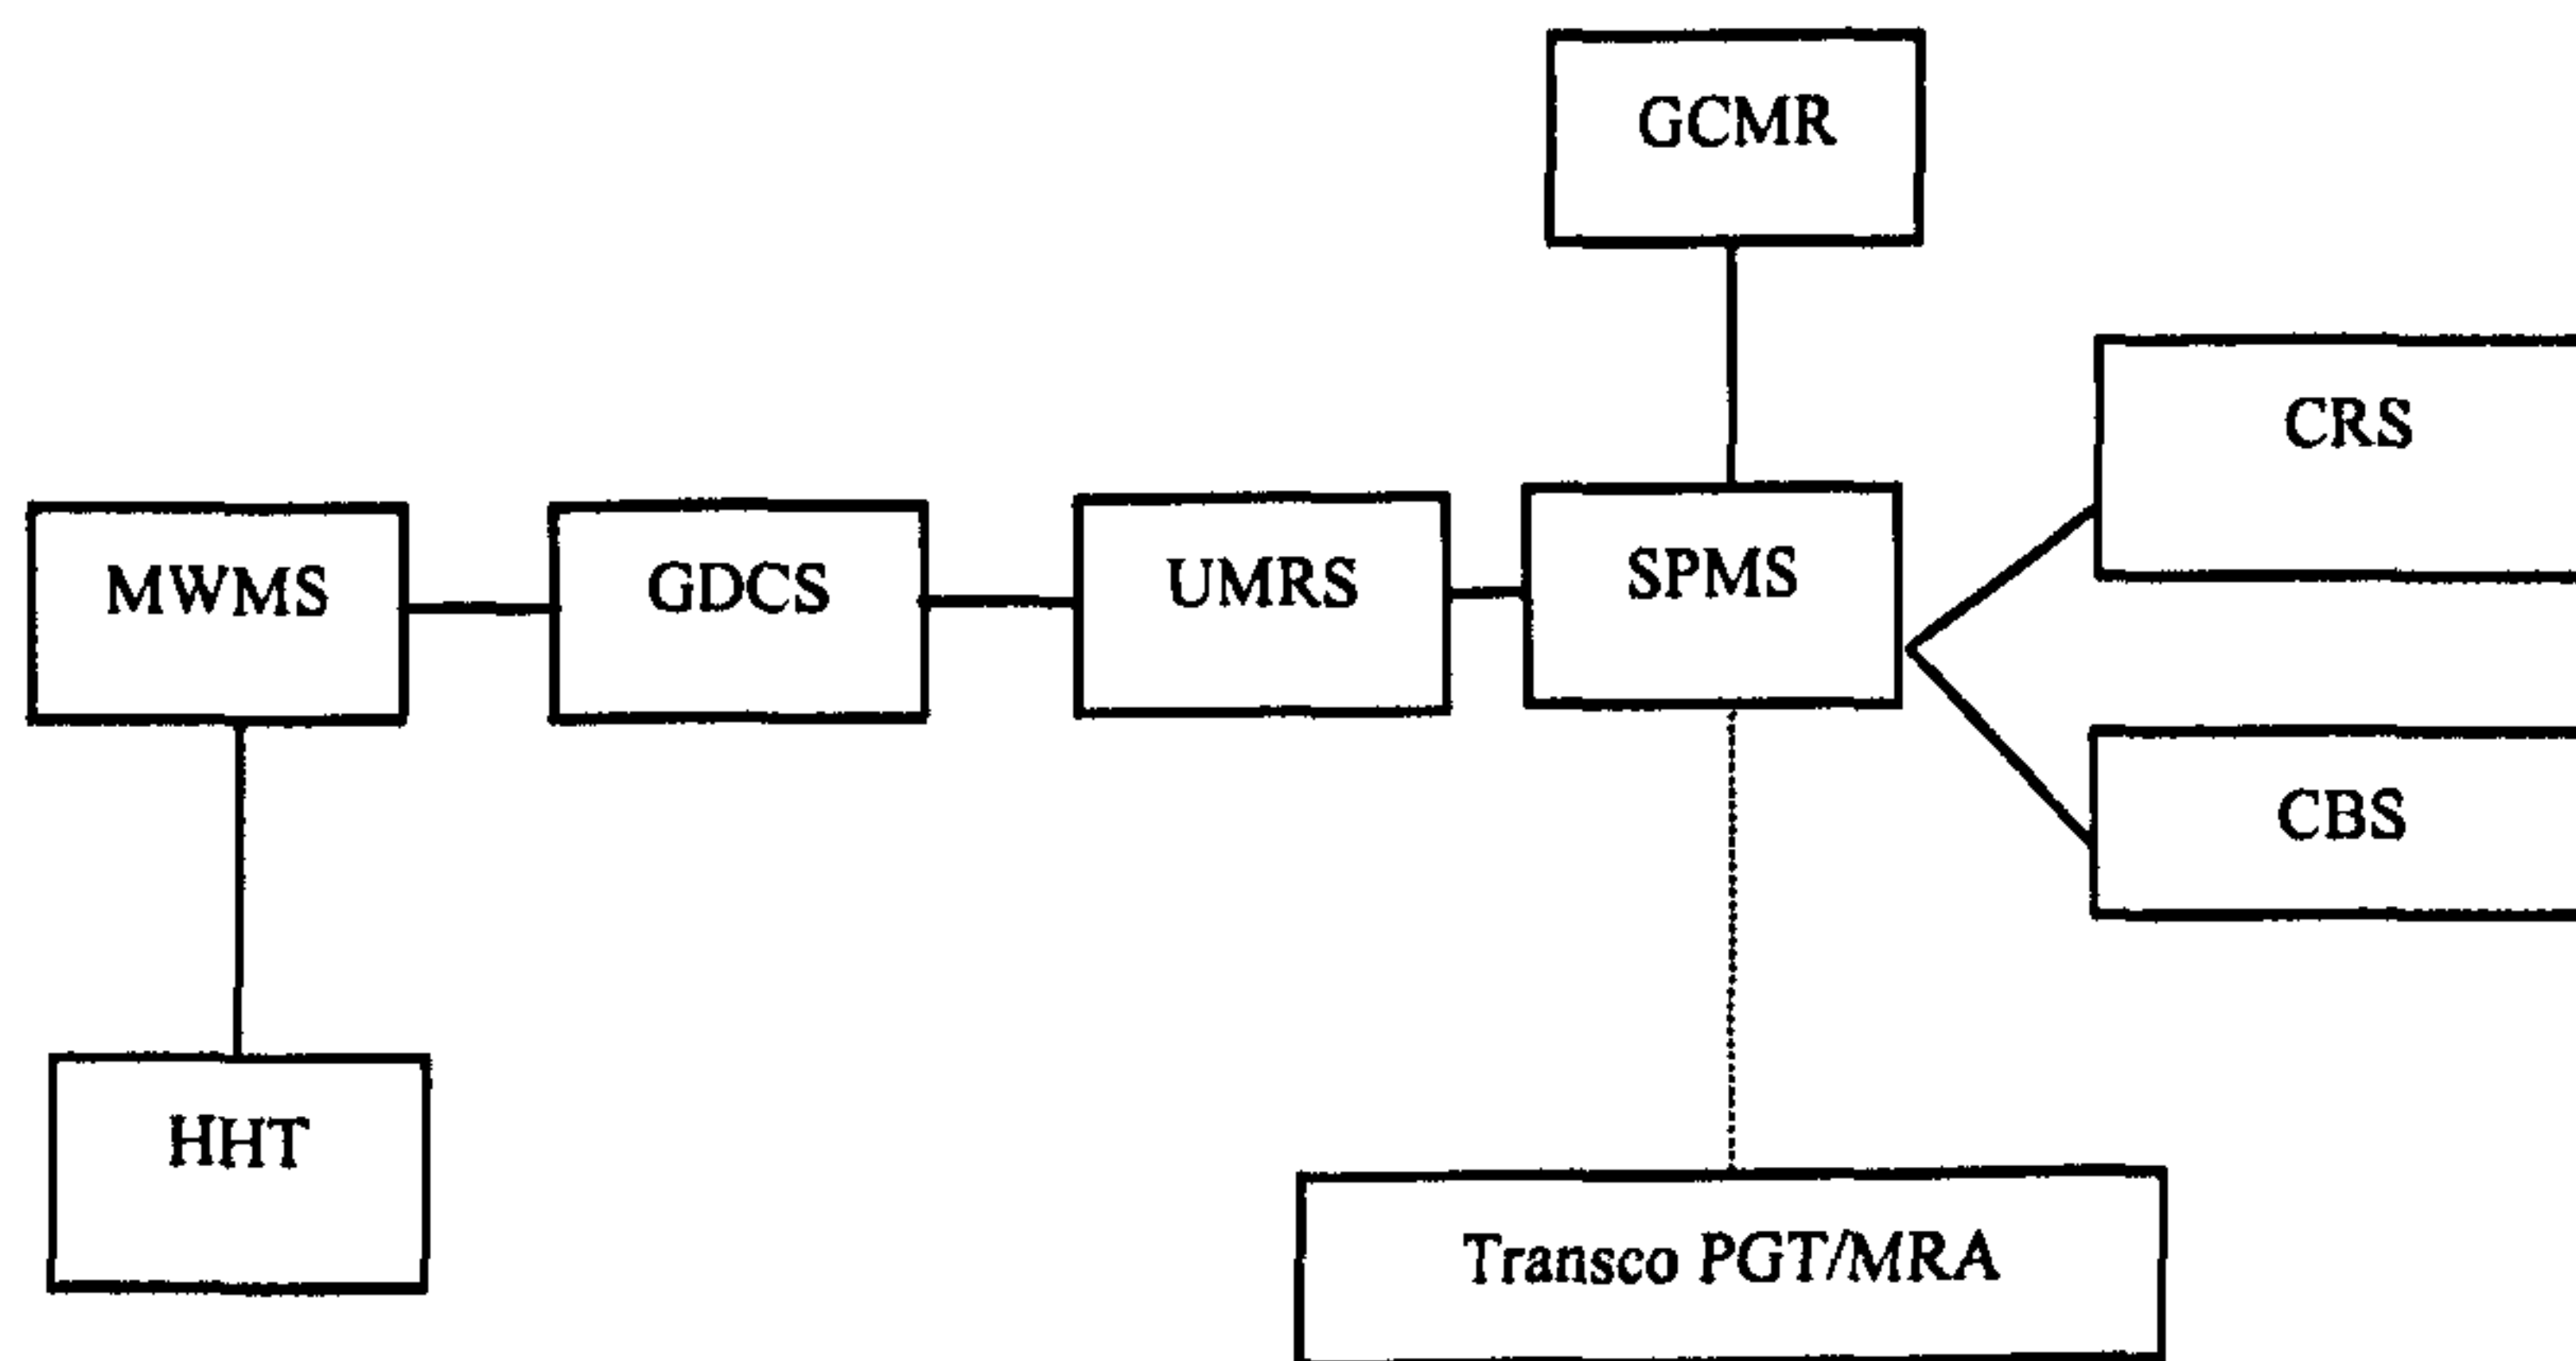 GCMR
CRS
MWMS
GDCS
UMRS
SPMS
CBS
HHT
Transco PGT/MRA